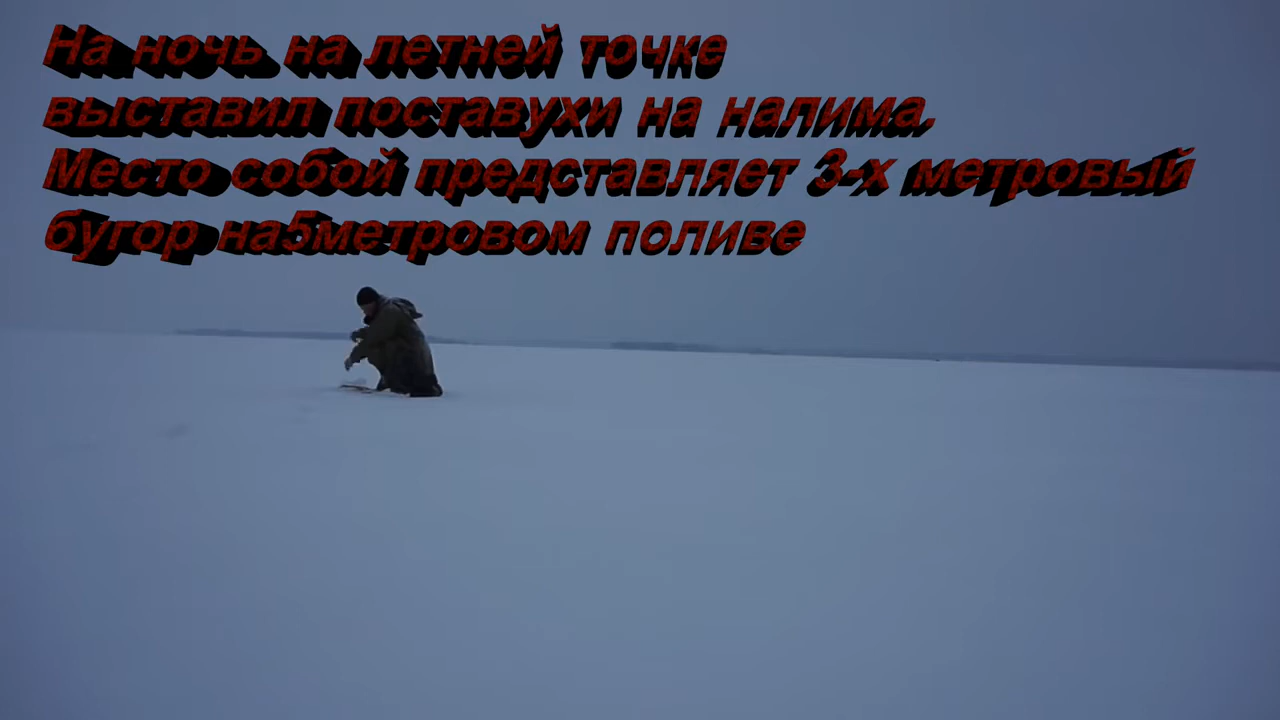 На ночь на летней точке
выставил поставухи на налима.
Место собой представляет 3-х метровый
бугор на5метровом поливе